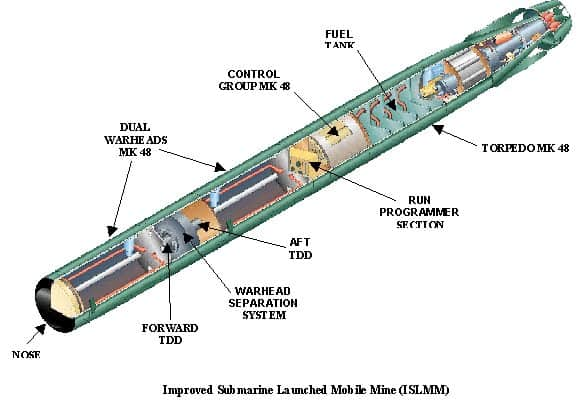 FUEL
TANK
CONTROL
GROUP MK 48
DUAL
WARHEADS
MK 48
TORPEDO MK 48
RUN
PROGRAMMER
SECTION
AFT
TDD
WARHEAD
SEPARATION
SYSTEM
FORWARD
TDD
NOSE
Improved Submarine Launched Mobile Mine (ISLMM)